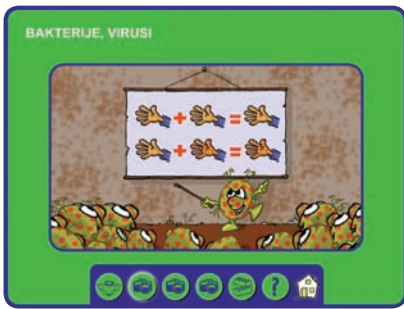 BAKTERIJE, VIRUSI
+ =
+ =
?